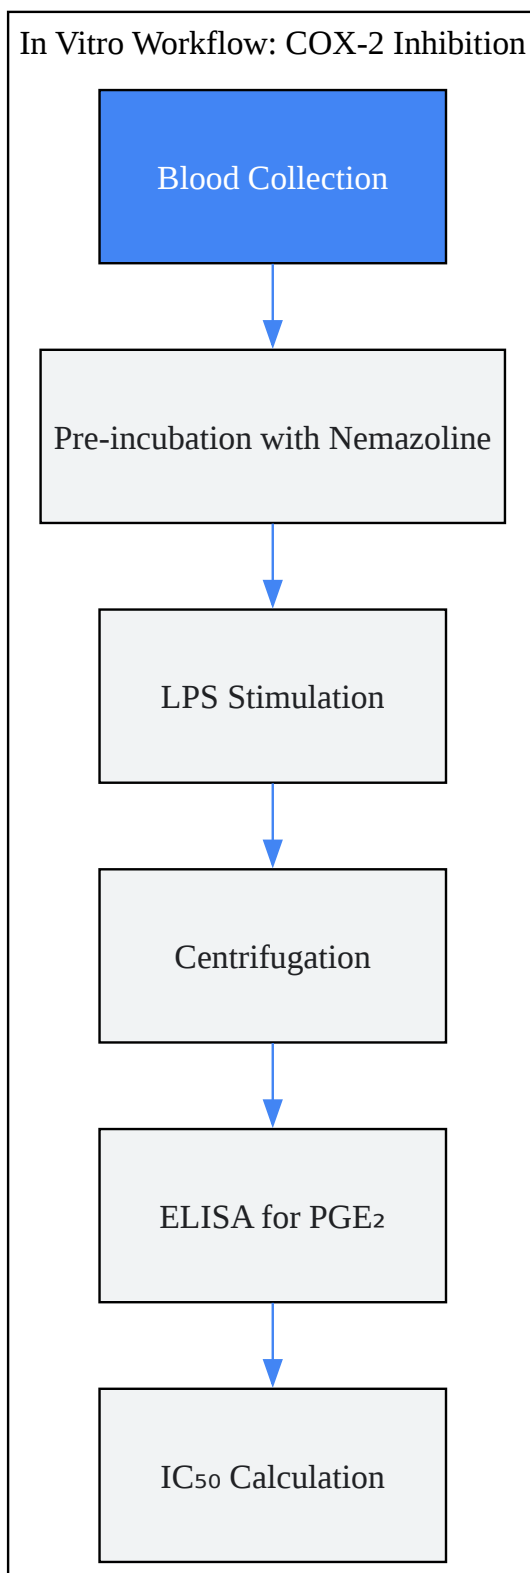 In Vitro Workflow: COX-2 Inhibition
Blood Collection
Pre-incubation with Nemazoline
LPS Stimulation
Centrifugation
ELISA for PGE₂
IC₅₀ Calculation